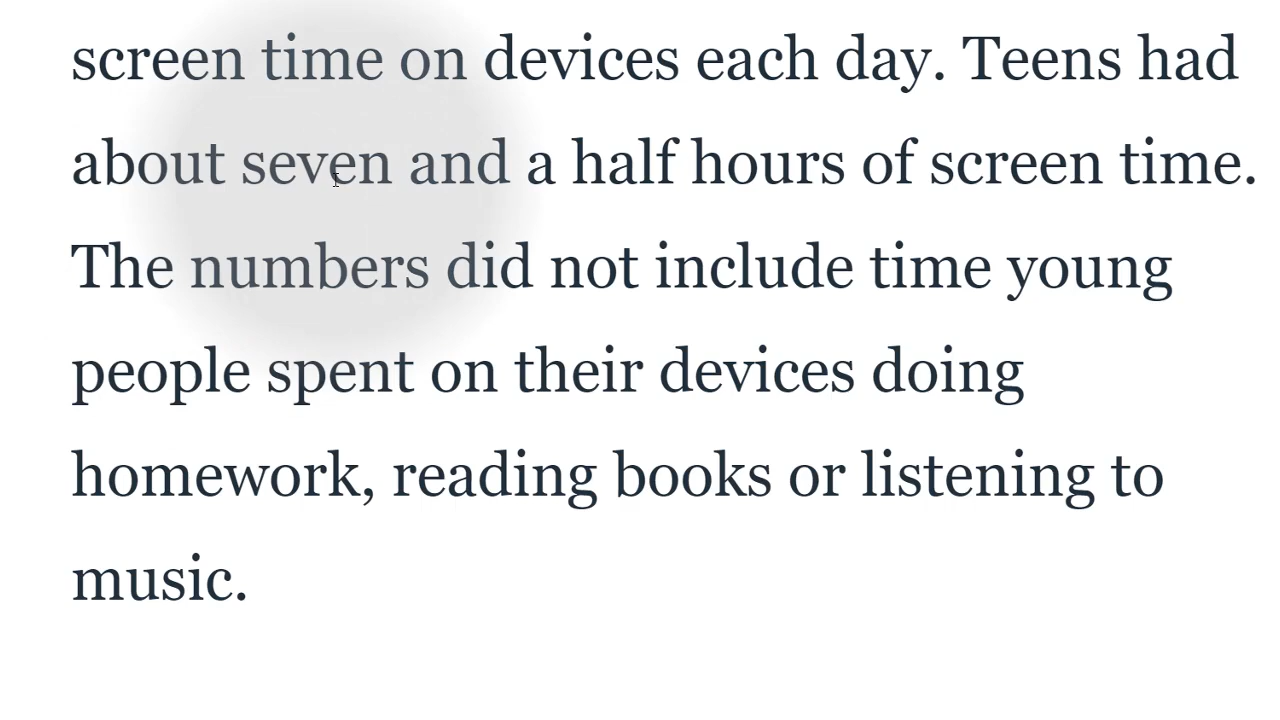 screen time on devices each day. Teens had
about seven and a half hours of screen time.
The numbers did not include time young
people spent on their devices doing
homework, reading books or listening to
music.